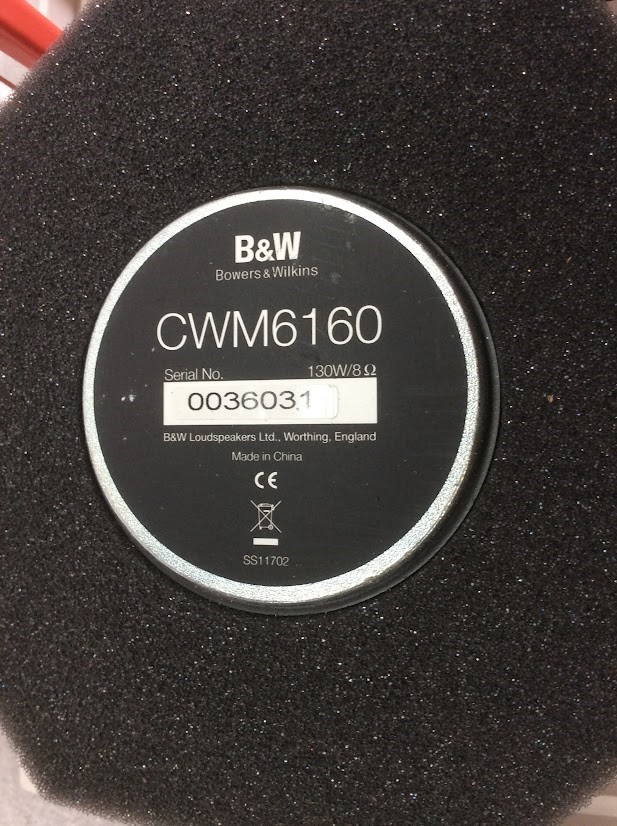 B&W
Bowers & Wilkins
CWM6160
Serial No. 130W/8 Ω
0036031
B&W Loudspeakers Ltd., Worthing, England
Made in China
CE
SS11702